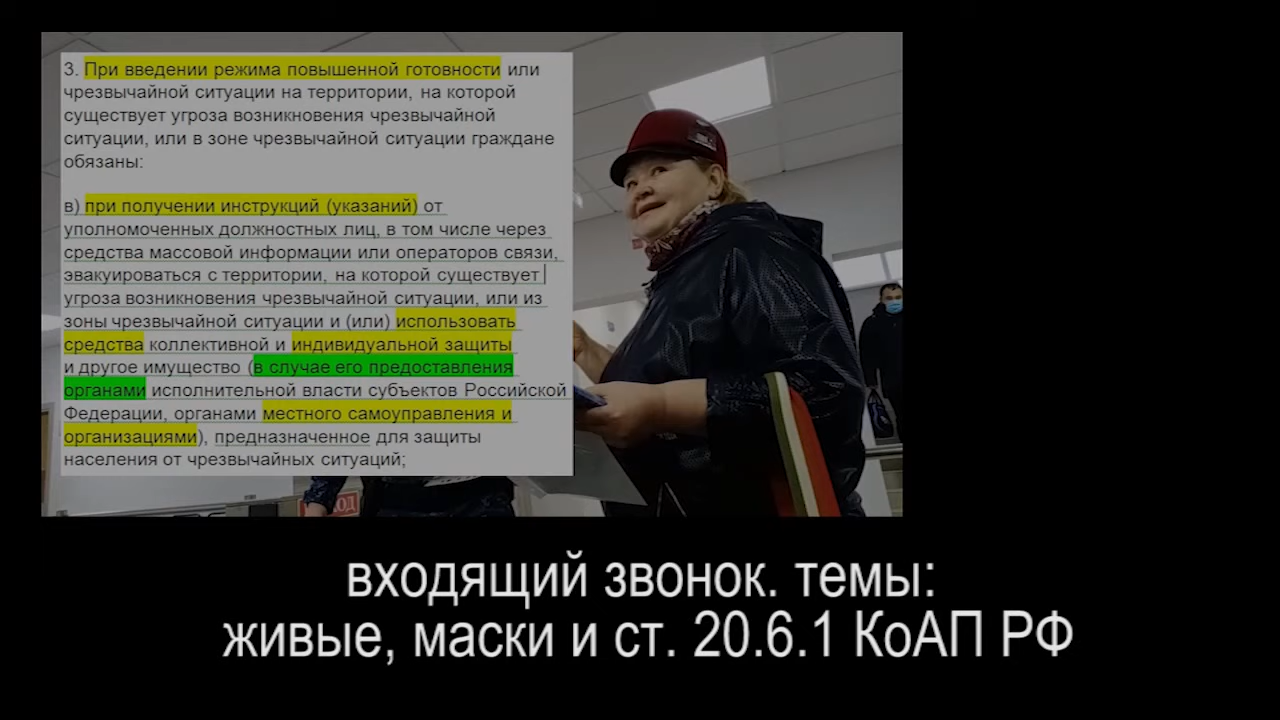 3. При введении режима повышенной готовности или
чрезвычайной ситуации на территории, на которой
существует угроза возникновения чрезвычайной
ситуации, или в зоне чрезвычайной ситуации граждане
обязаны:
в) при получении инструкций (указаний) от
уполномоченных должностных лиц, в том числе через
средства массовой информации или операторов связи,
эвакуироваться с территории, на которой существует
угроза возникновения чрезвычайной ситуации, или из
зоны чрезвычайной ситуации и (или) использовать
средства коллективной и индивидуальной защиты
и другое имущество (в случае его предоставления
органами исполнительной власти субъектов Российской
Федерации, органами местного самоуправления и
организациями), предназначенное для защиты
населения от чрезвычайных ситуаций;
входящий звонок. темы:
живые, маски и ст. 20.6.1 КоАП РФ